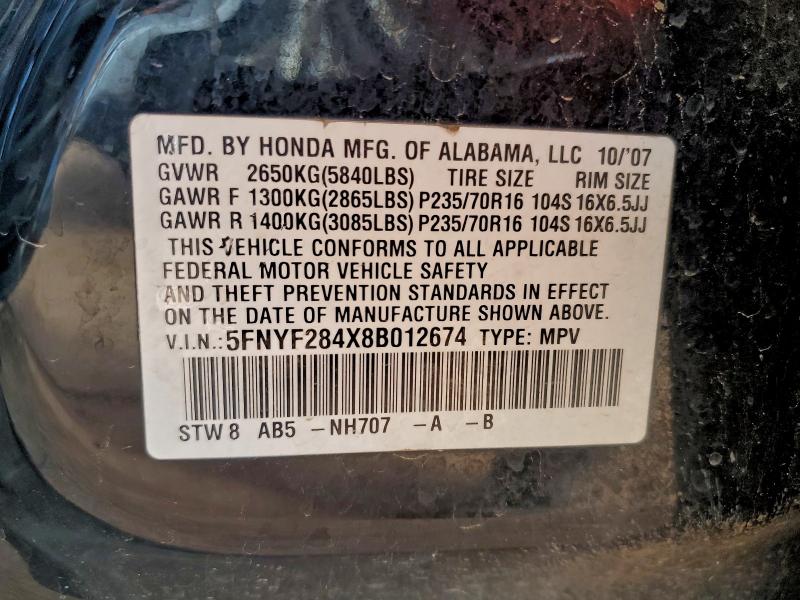 MFD. BY HONDA MFG. OF ALABAMA, LLC 10/'07
GVWR 2650KG(5840LBS) TIRE SIZE RIM SIZE
GAWR F 1300KG(2865LBS) P235/70R16 104S 16X6.5JJ
GAWR R 1400KG(3085LBS) P235/70R16 104S 16X6.5JJ
THIS VEHICLE CONFORMS TO ALL APPLICABLE
FEDERAL MOTOR VEHICLE SAFETY
AND THEFT PREVENTION STANDARDS IN EFFECT
ON THE DATE OF MANUFACTURE SHOWN ABOVE.
V.I.N.:5FNYF284X8B012674 TYPE: MPV
STW 8 AB5 -NH707 -A -B